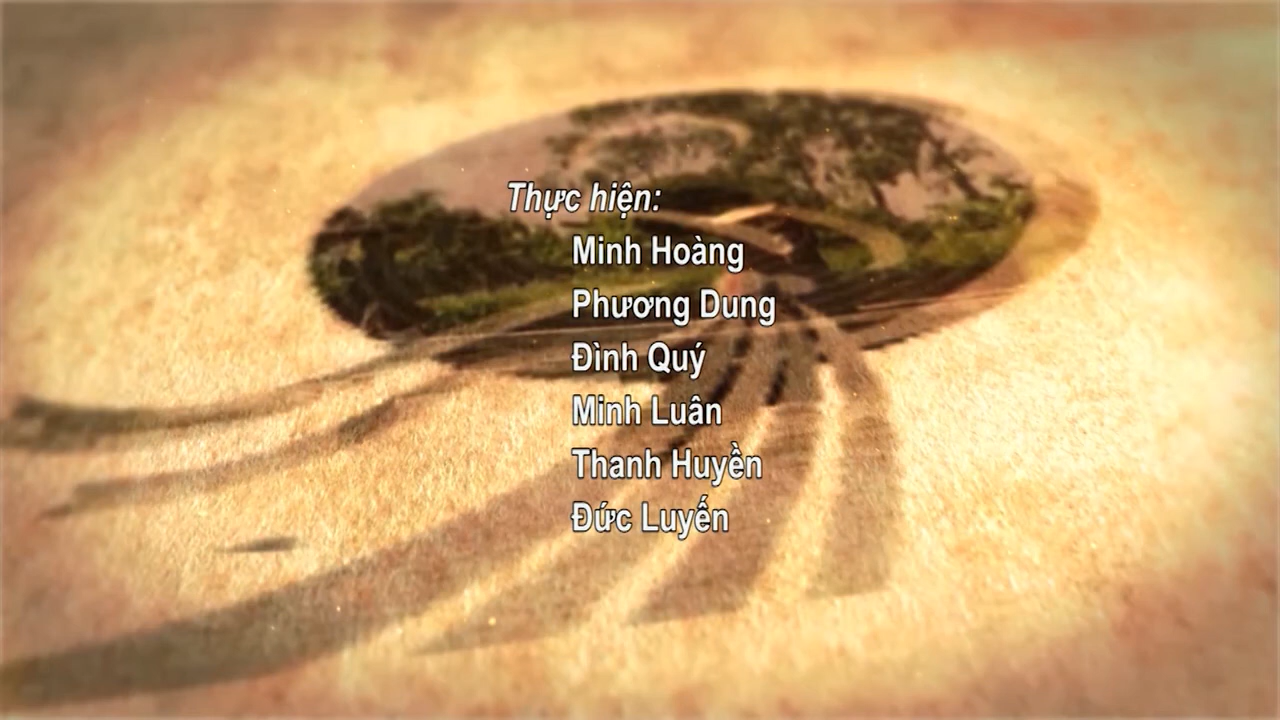 Thực hiện:
Minh Hoàng
Phương Dung
Đình Quý
Minh Luân
Thanh Huyền
Đức Luyến